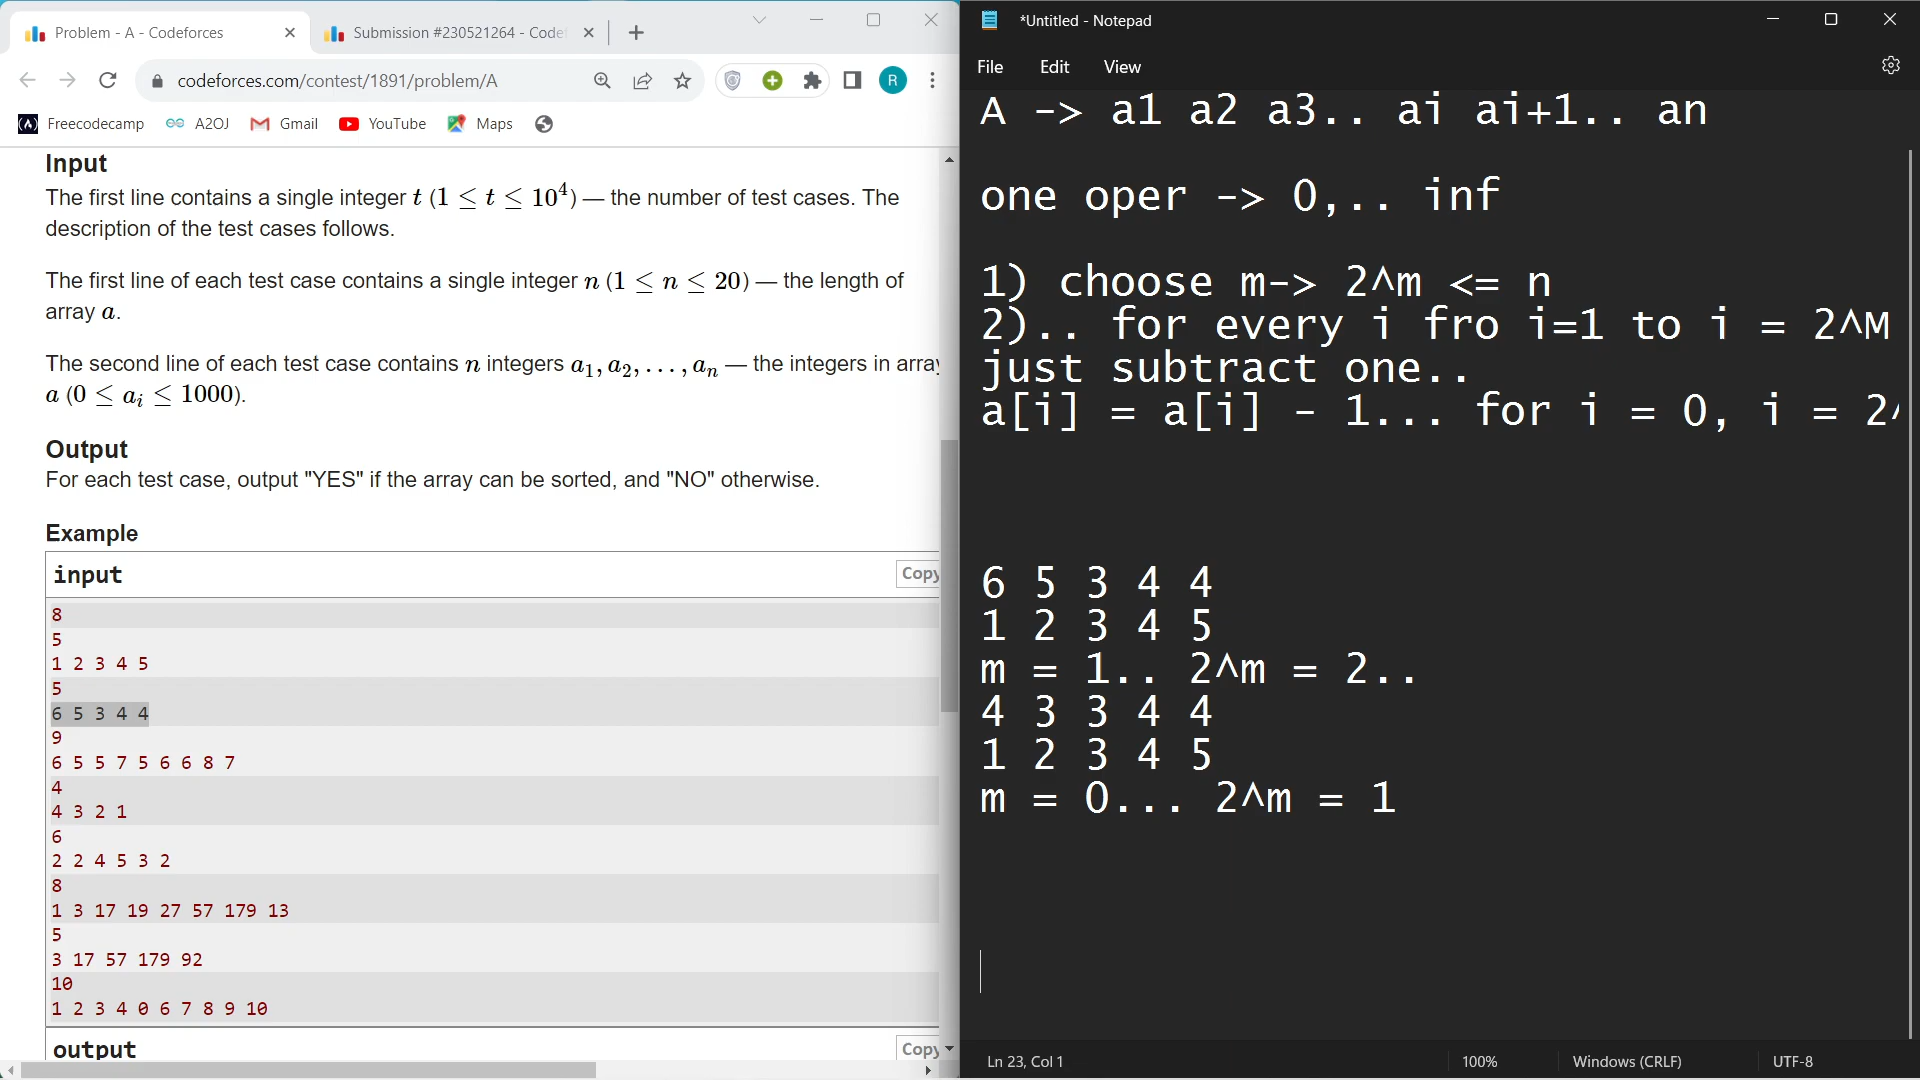 Problem - A - Codeforces
Submission #230521264 - Code
*Untitled - Notepad
codeforces.com/contest/1891/problem/A
R
Freecodecamp
A2OJ
Gmail
YouTube
Maps
File Edit View
Input
The first line contains a single integer t (1 ≤ t ≤ 10^4) — the number of test cases. The
description of the test cases follows.
The first line of each test case contains a single integer n (1 ≤ n ≤ 20) — the length of
array a.
The second line of each test case contains n integers a1, a2, . . . , an — the integers in array
a (0 ≤ ai ≤ 1000).
Output
For each test case, output "YES" if the array can be sorted, and "NO" otherwise.
Example
input
Copy
8
5
1 2 3 4 5
5
6 5 3 4 4
9
6 5 5 7 5 6 6 8 7
4
4 3 2 1
6
2 2 4 5 3 2
8
1 3 17 19 27 57 179 13
5
3 17 57 179 92
10
1 2 3 4 0 6 7 8 9 10
output
Copy
A -> a1 a2 a3.. ai ai+1.. an
one oper -> 0,.. inf
1) choose m-> 2^m <= n
2).. for every i fro i=1 to i = 2^M
just subtract one..
a[i] = a[i] - 1... for i = 0, i = 2^
6 5 3 4 4
1 2 3 4 5
m = 1.. 2^m = 2..
4 3 3 4 4
1 2 3 4 5
m = 0... 2^m = 1
Ln 23, Col 1
100%
Windows (CRLF)
UTF-8